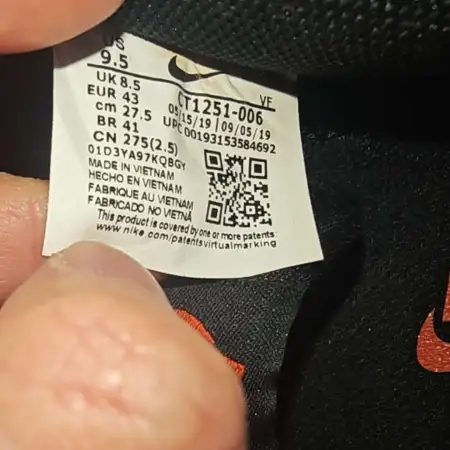 US
9.5
UK 8.5
EUR 43
cm 27.5
BR 41
CN 275(2.5)
CT1251-006 VF
05/15/19 | 09/05/19
UPC 00193153584692
01D3YA97KQBGY
MADE IN VIETNAM
HECHO EN VIETNAM
FABRIQUE AU VIETNAM
FABRICADO NO VIETNÃ
This product is covered by one or more patents.
www.nike.com/patentsvirtualmarking